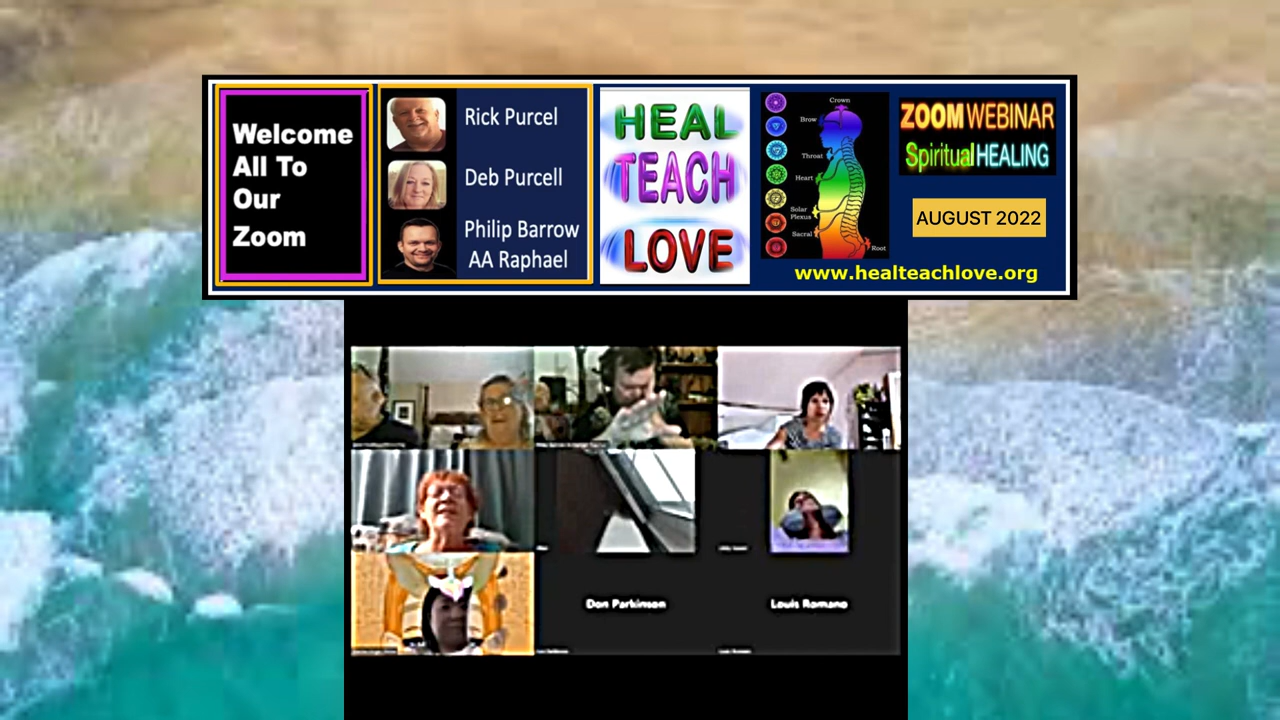 Welcome
All To
Our
Zoom
Rick Purcel
Deb Purcell
Philip Barrow
AA Raphael
HEAL
TEACH
LOVE
Crown
Brow
Throat
Heart
Solar
Plexus
Sacral
Root
ZOOM WEBINAR
Spiritual HEALING
AUGUST 2022
www.healteachlove.org
Don Parkinson
Louis Romano